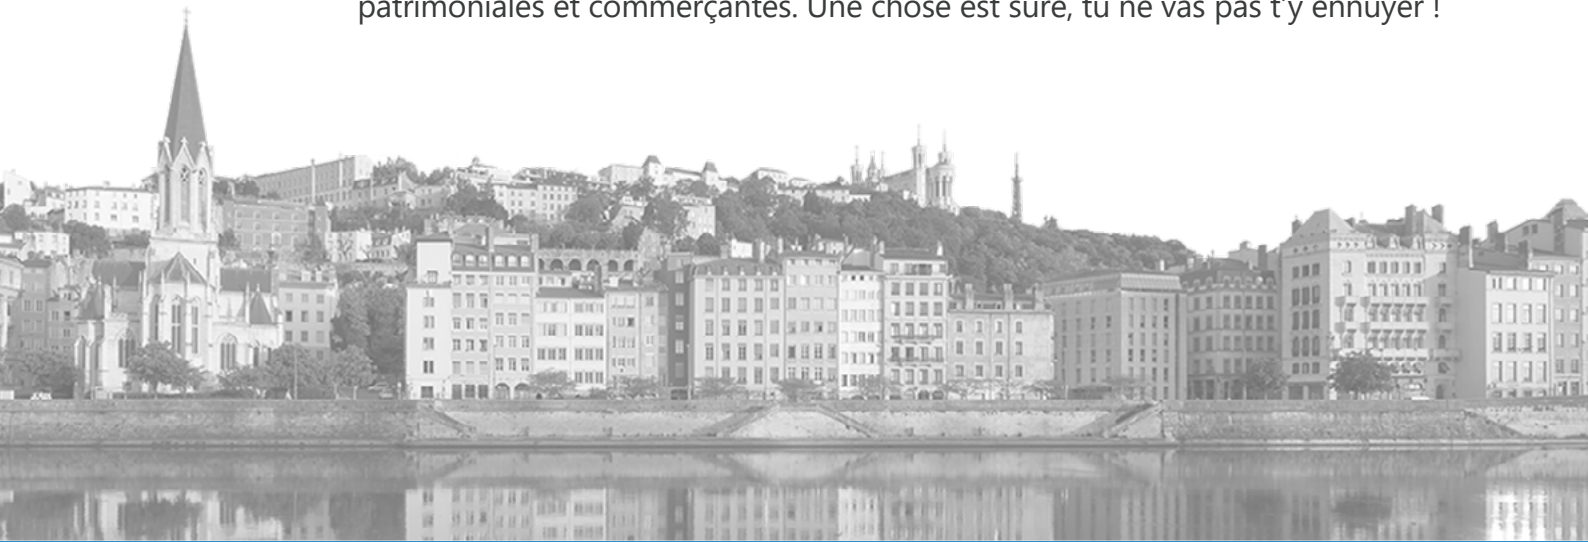 patrimoniales et commerçantes. Une chose est sûre, tu ne vas pas t'y ennuyer !